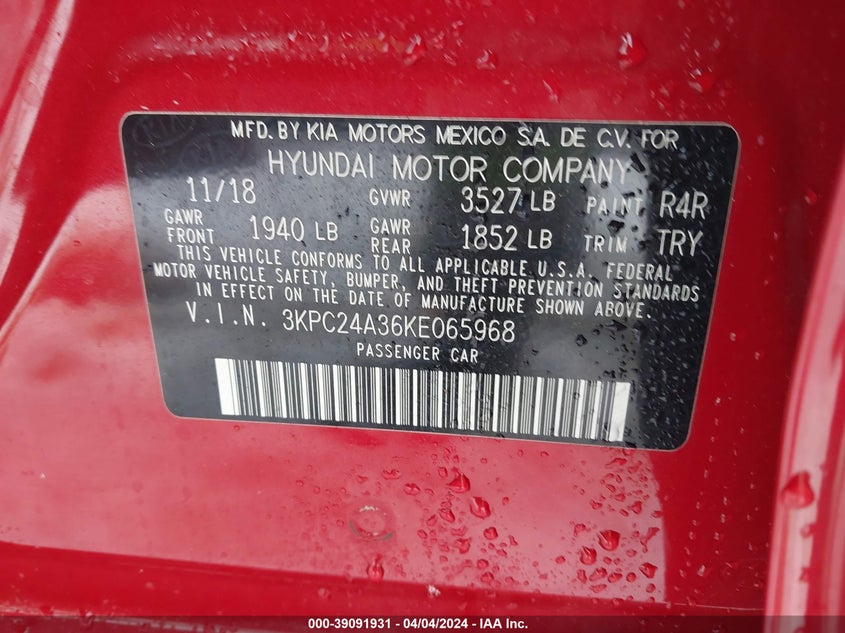 MFD. BY KIA MOTORS MEXICO S.A. DE C.V. FOR
HYUNDAI MOTOR COMPANY
11/18 GVWR 3527 LB PAINT R4R
GAWR FRONT 1940 LB GAWR REAR 1852 LB TRIM TRY
THIS VEHICLE CONFORMS TO ALL APPLICABLE U.S.A. FEDERAL
MOTOR VEHICLE SAFETY, BUMPER, AND THEFT PREVENTION STANDARDS
IN EFFECT ON THE DATE OF MANUFACTURE SHOWN ABOVE.
V.I.N. 3KPC24A36KE065968
PASSENGER CAR
000-39091931 - 04/04/2024 - IAA Inc.